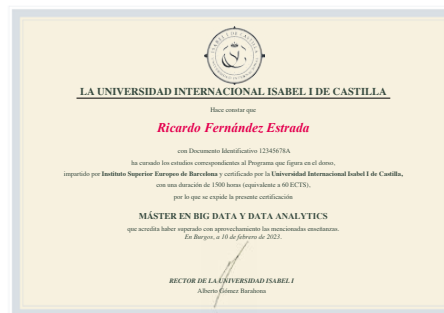 LA UNIVERSIDAD INTERNACIONAL ISABEL I DE CASTILLA
Hace constar que
Ricardo Fernández Estrada
con Documento Identificativo 12345678A
ha cursado los estudios correspondientes al Programa que figura en el dorso,
impartido por Instituto Superior Europeo de Barcelona y certificado por la Universidad Internacional Isabel I de Castilla,
con una duración de 1500 horas (equivalente a 60 ECTS),
por lo que se expide la presente certificación
MÁSTER EN BIG DATA Y DATA ANALYTICS
que acredita haber superado con aprovechamiento las mencionadas enseñanzas.
En Burgos, a 10 de febrero de 2023.
RECTOR DE LA UNIVERSIDAD ISABEL I
Alberto Gómez Barahona